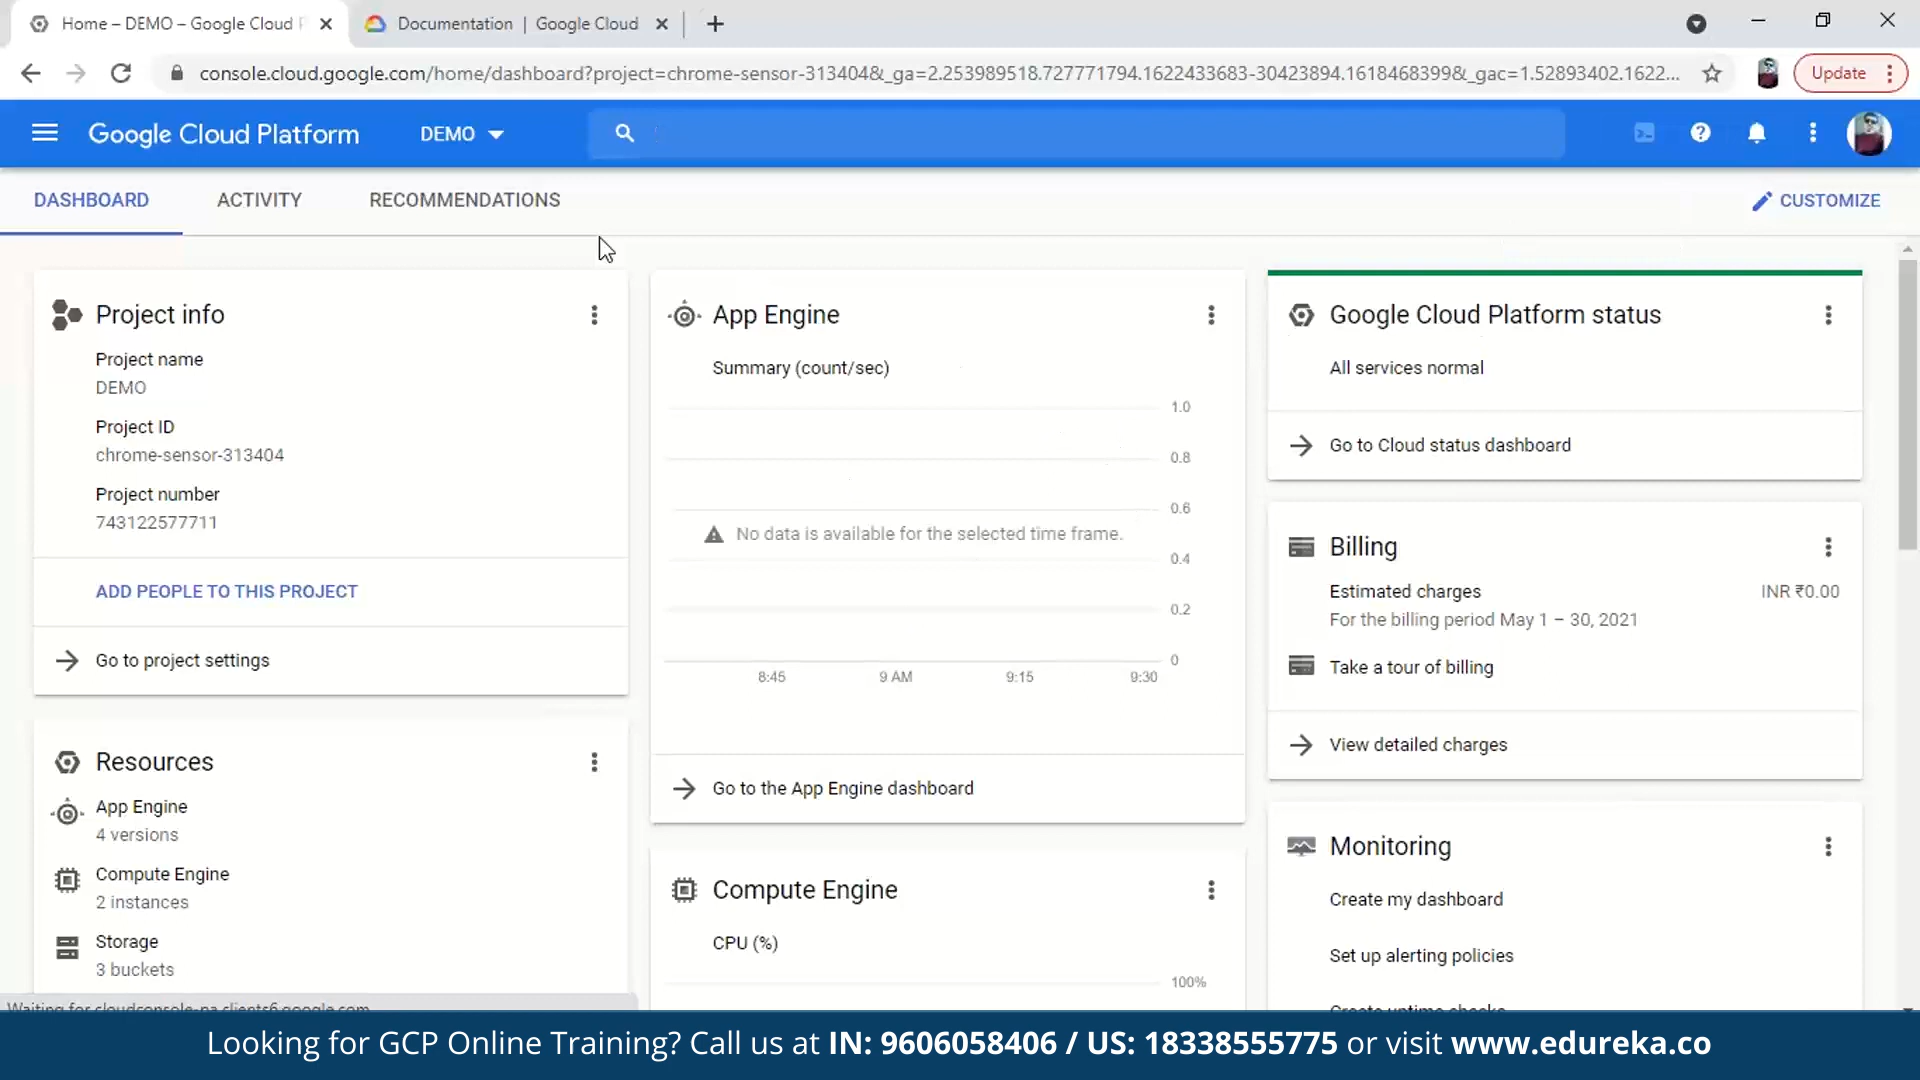 Home – DEMO – Google Cloud P
Documentation | Google Cloud
console.cloud.google.com/home/dashboard?project=chrome-sensor-313404&_ga=2.253989518.727771794.1622433683-30423894.1618468399&_gac=1.52893402.1622...
Update
Google Cloud Platform
DEMO
DASHBOARD
ACTIVITY
RECOMMENDATIONS
CUSTOMIZE
Project info
Project name
DEMO
Project ID
chrome-sensor-313404
Project number
743122577711
ADD PEOPLE TO THIS PROJECT
Go to project settings
Resources
App Engine
4 versions
Compute Engine
2 instances
Storage
3 buckets
Waiting for cloudconsole-pa.clients6.google.com...
App Engine
Summary (count/sec)
1.0
0.8
0.6
No data is available for the selected time frame.
0.4
0.2
0
8:45
9 AM
9:15
9:30
Go to the App Engine dashboard
Compute Engine
CPU (%)
100%
Google Cloud Platform status
All services normal
Go to Cloud status dashboard
Billing
Estimated charges
INR ₹0.00
For the billing period May 1 – 30, 2021
Take a tour of billing
View detailed charges
Monitoring
Create my dashboard
Set up alerting policies
Create uptime checks
Looking for GCP Online Training? Call us at IN: 9606058406 / US: 18338555775 or visit www.edureka.co